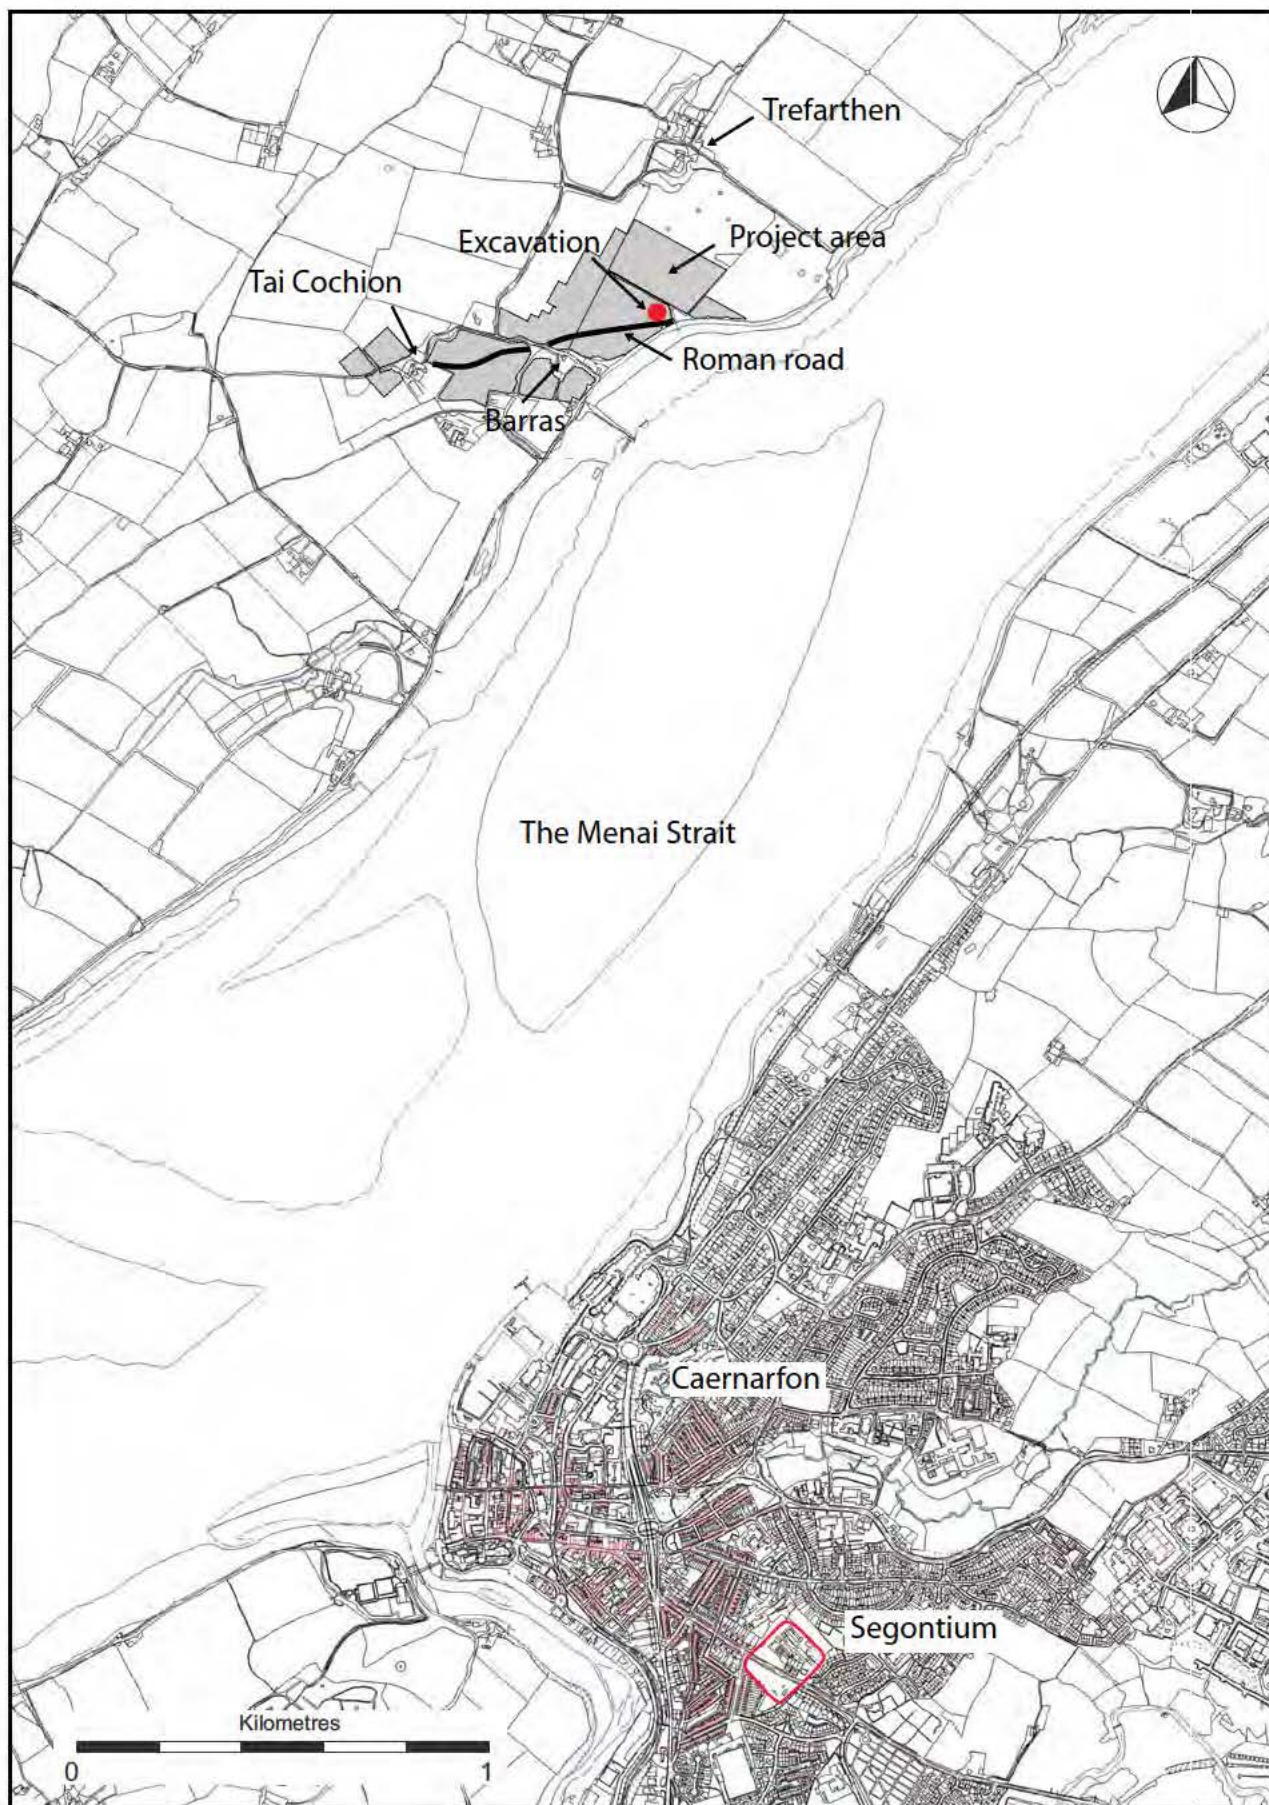 Trefarthen
Excavation
Project area
Tai Cochion
Roman road
Barras
The Menai Strait
Caernarfon
Segontium
Kilometres
0 1